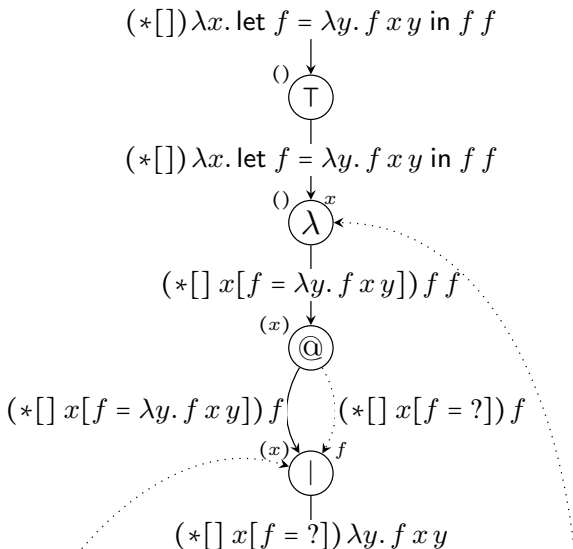 (∗[]) λx. let f = λy. f x y in f f
()
⊤
(∗[]) λx. let f = λy. f x y in f f
() x
λ
(∗[] x[f = λy. f x y]) f f
(x)
@
(∗[] x[f = λy. f x y]) f (∗[] x[f = ?]) f
(x) f
|
(∗[] x[f = ?]) λy. f x y